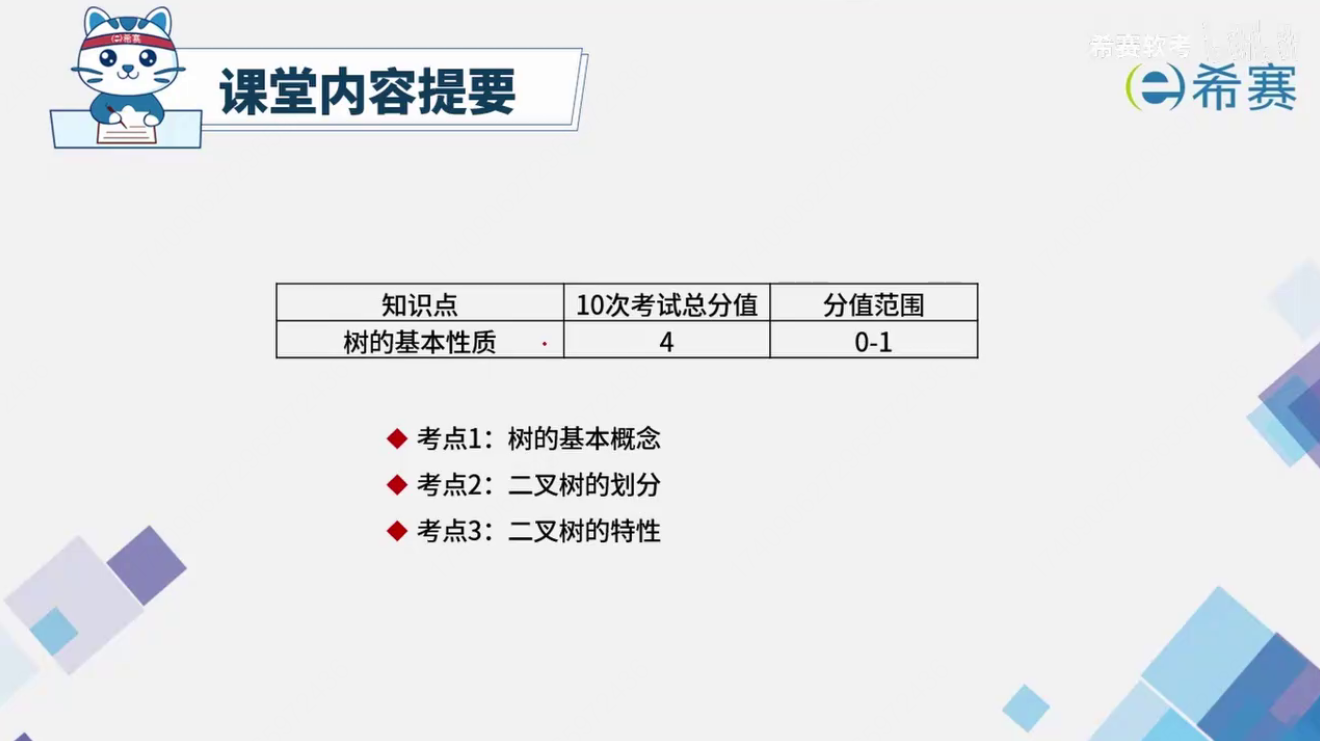 (二)希赛
课堂内容提要
希赛软考
希赛
知识点 10次考试总分值 分值范围
树的基本性质 4 0-1
考点1：树的基本概念
考点2：二叉树的划分
考点3：二叉树的特性